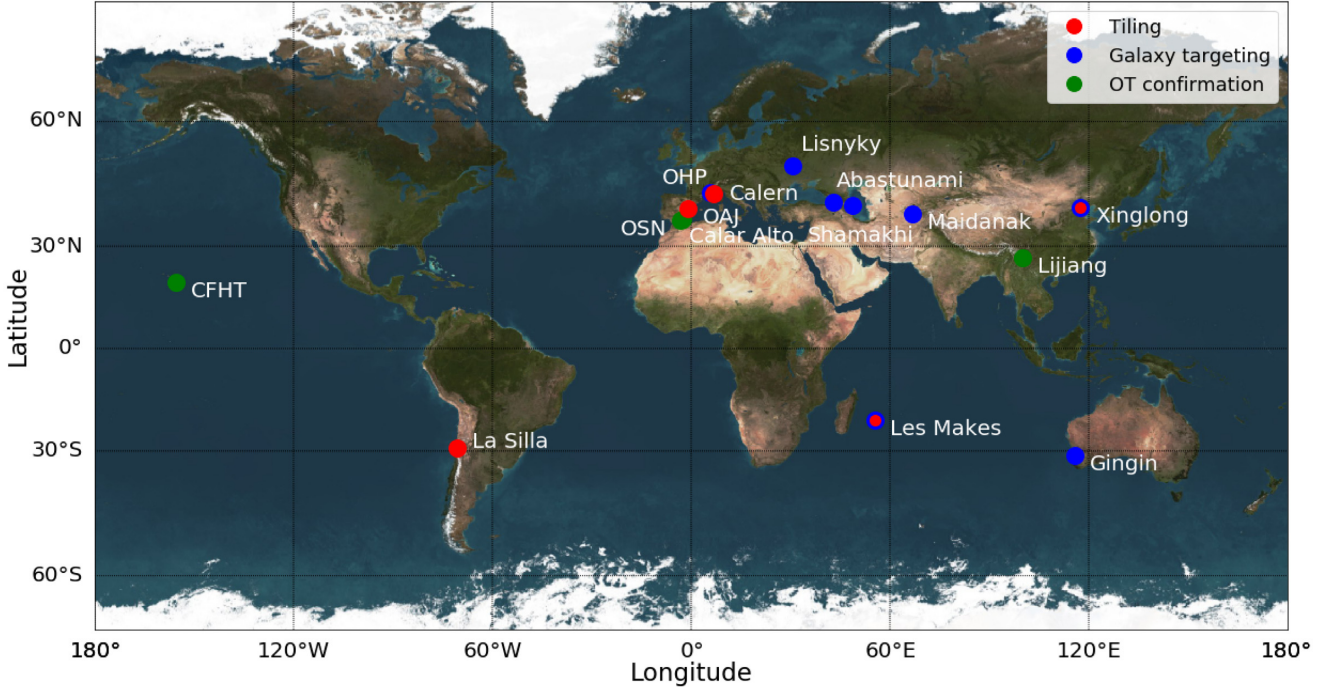 Tiling
Galaxy targeting
OT confirmation
60°N
30°N
0°
30°S
60°S
Latitude
Lisnyky
OHP
Calern
Abastunami
OAJ
OSN
Calar Alto
Shamakhi
Maidanak
Xinglong
Lijiang
CFHT
Les Makes
La Silla
Gingin
180°
120°W
60°W
0°
60°E
120°E
180°
Longitude